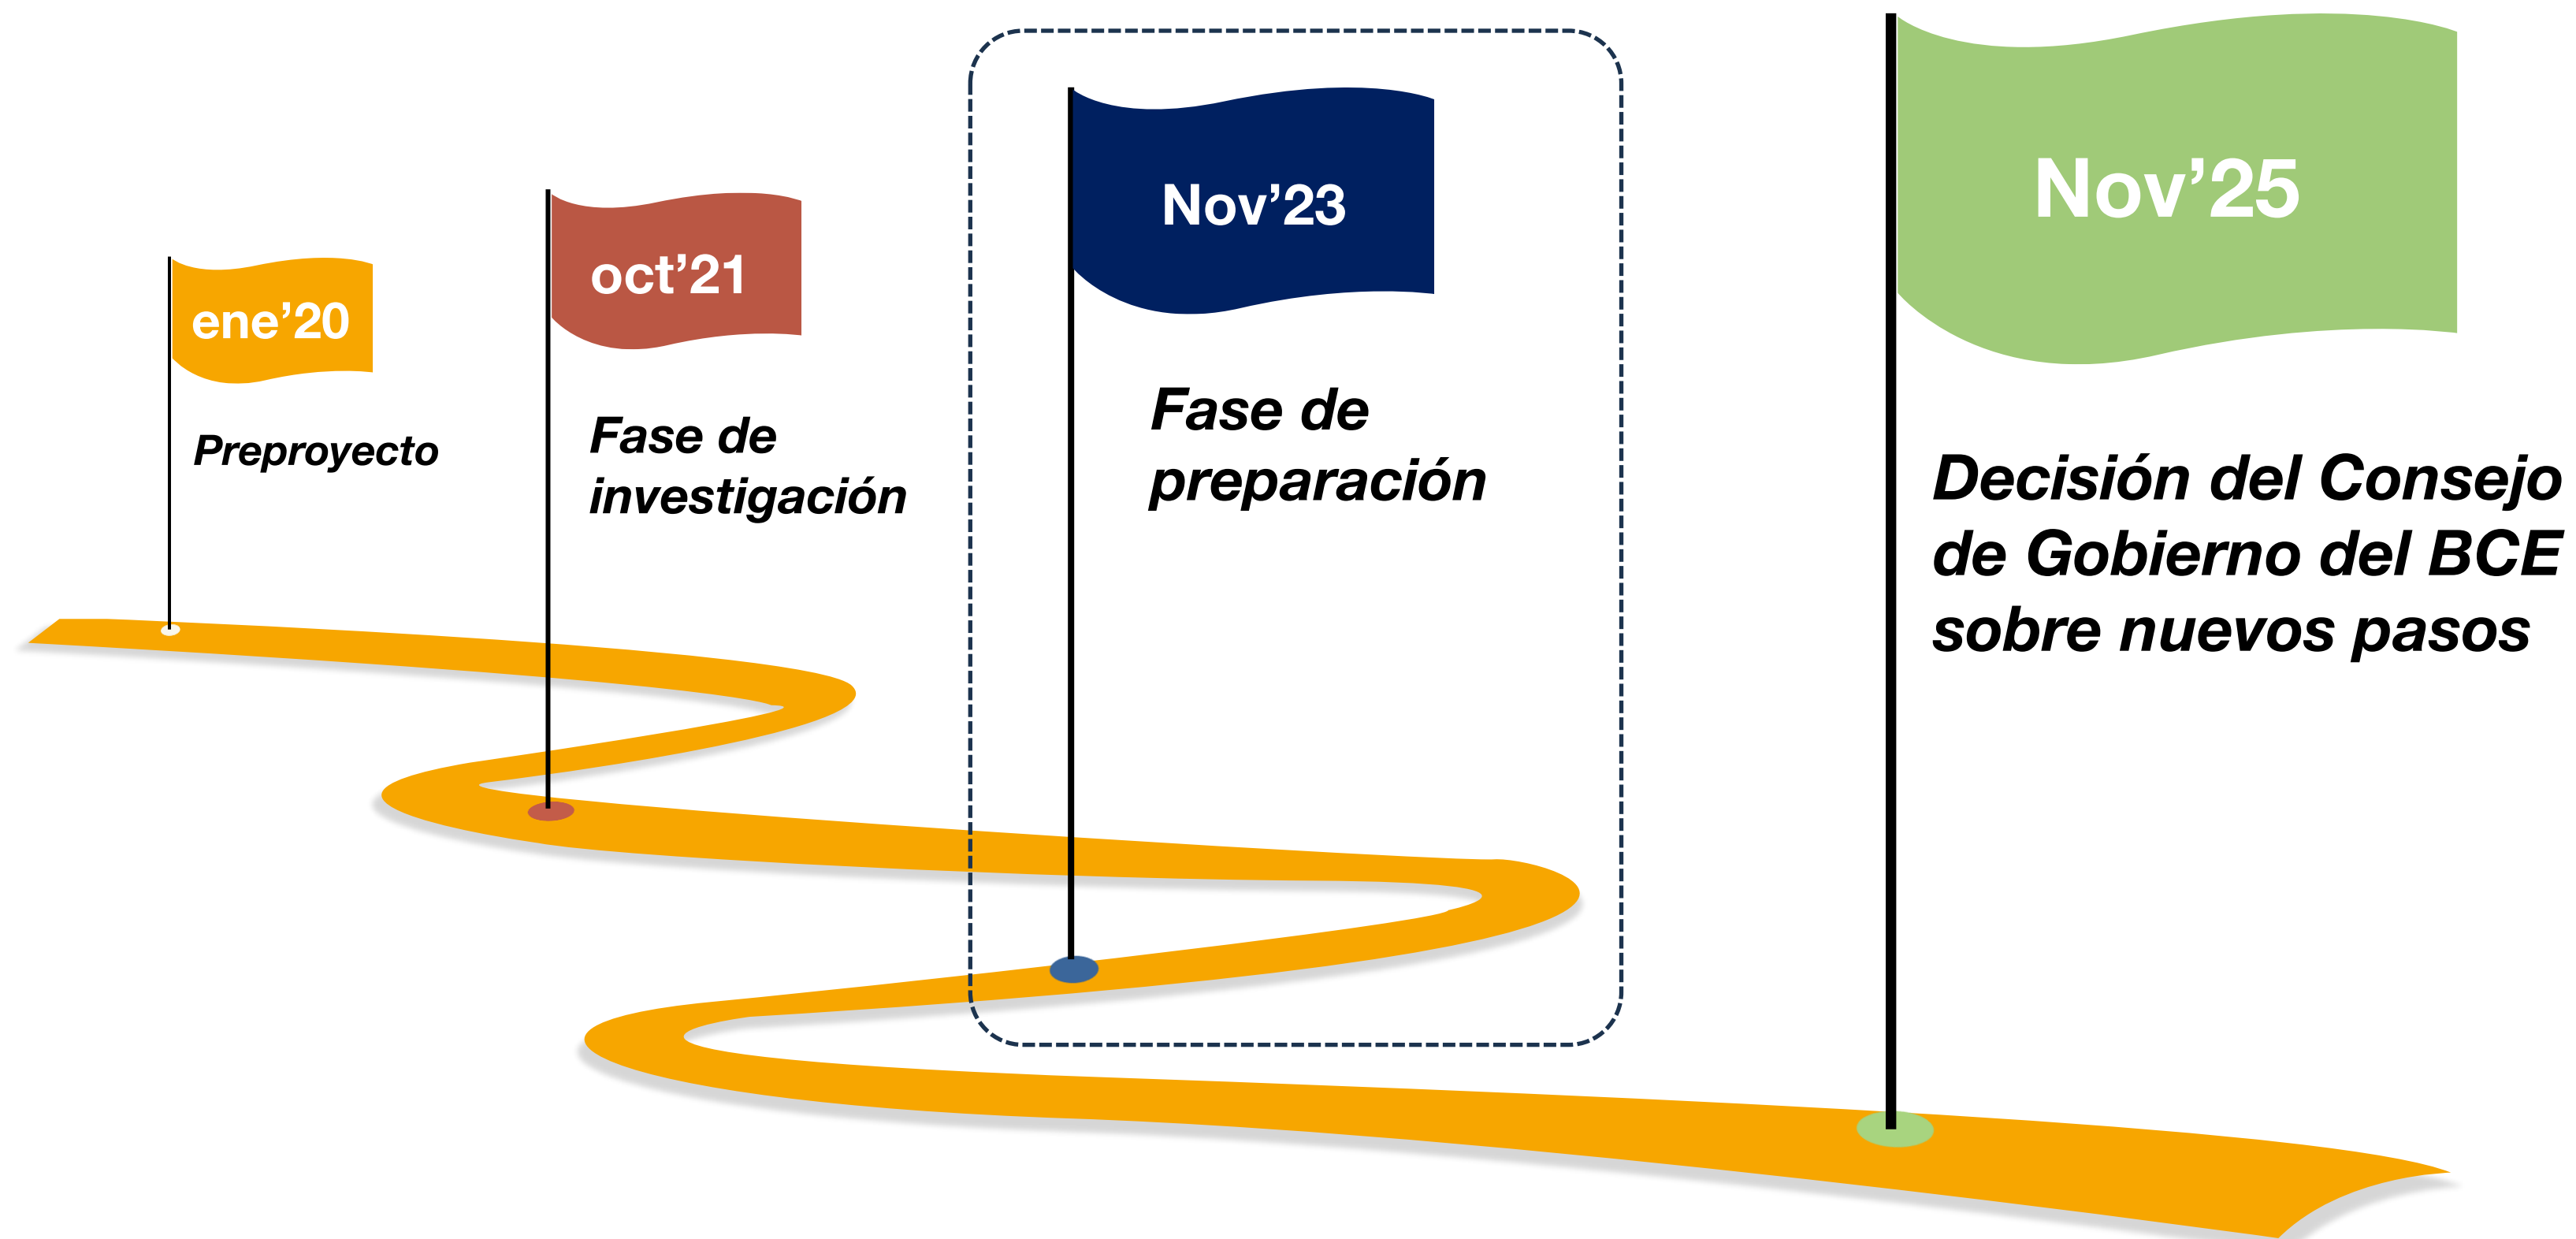 ene’20
Preproyecto
oct’21
Fase de
investigación
Nov’23
Fase de
preparación
Nov’25
Decisión del Consejo
de Gobierno del BCE
sobre nuevos pasos